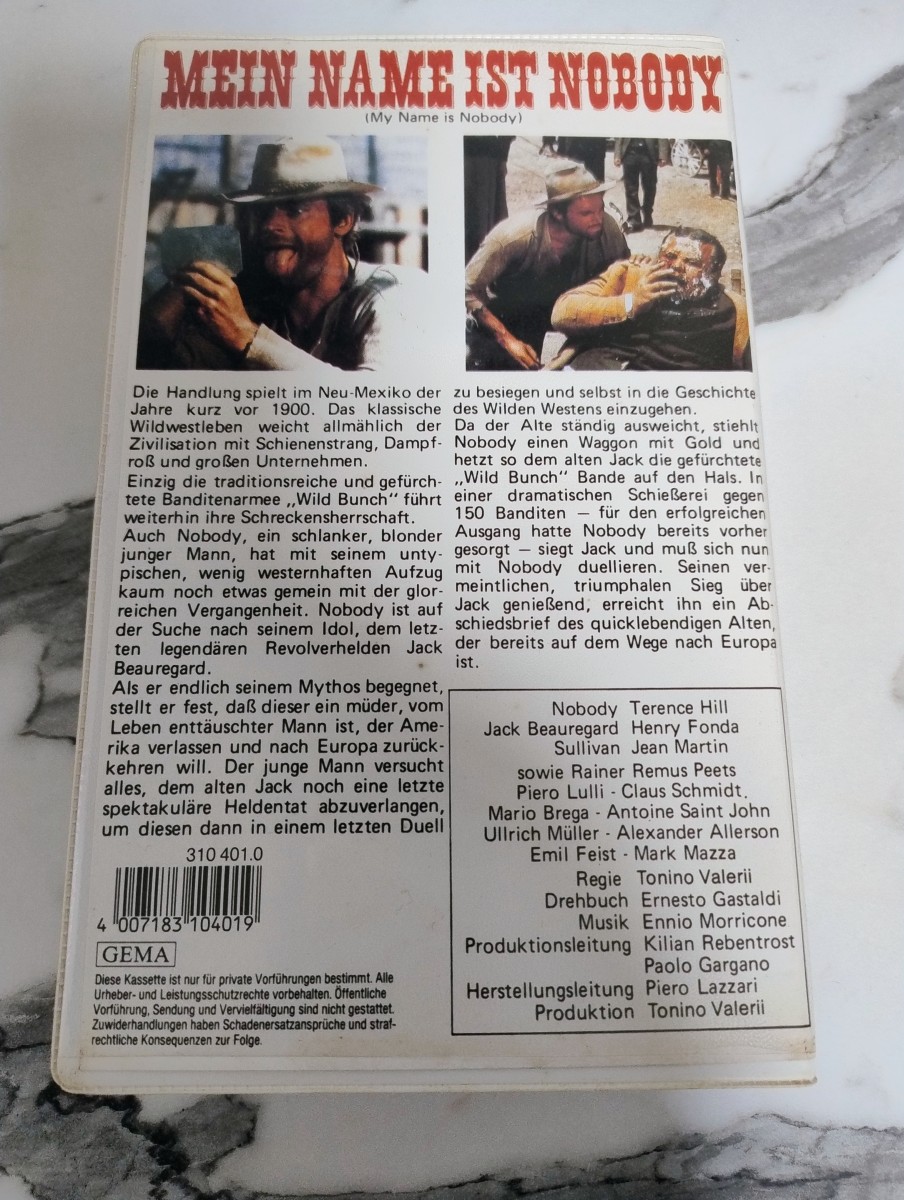 MEIN NAME IST NOBODY
(My Name is Nobody)
Die Handlung spielt im Neu-Mexiko der
Jahre kurz vor 1900. Das klassische
Wildwestleben weicht allmählich der
Zivilisation mit Schienenstrang, Dampf-
roß und großen Unternehmen.
Einzig die traditionsreiche und gefürch-
tete Banditenarmee „Wild Bunch“ führt
weiterhin ihre Schreckensherrschaft.
Auch Nobody, ein schlanker, blonder
junger Mann, hat mit seinem unty-
pischen, wenig westernhaften Aufzug
kaum noch etwas gemein mit der glor-
reichen Vergangenheit. Nobody ist auf
der Suche nach seinem Idol, dem letz-
ten legendären Revolverhelden Jack
Beauregard.
Als er endlich seinem Mythos begegnet,
stellt er fest, daß dieser ein müder, vom
Leben enttäuschter Mann ist, der Ame-
rika verlassen und nach Europa zurück-
kehren will. Der junge Mann versucht
alles, dem alten Jack noch eine letzte
spektakuläre Heldentat abzuverlangen,
um diesen dann in einem letzten Duell
zu besiegen und selbst in die Geschichte
des Wilden Westens einzugehen.
Da der Alte ständig ausweicht, stiehlt
Nobody einen Waggon mit Gold und
hetzt so dem alten Jack die gefürchtete
„Wild Bunch“ Bande auf den Hals. In
einer dramatischen Schießerei gegen
150 Banditen – für den erfolgreichen
Ausgang hatte Nobody bereits vorher
gesorgt – siegt Jack und muß sich nun
mit Nobody duellieren. Seinen ver-
meintlichen, triumphalen Sieg über
Jack genießend, erreicht ihn ein Ab-
schiedsbrief des quicklebendigen Alten,
der bereits auf dem Wege nach Europa
ist.
Nobody Terence Hill
Jack Beauregard Henry Fonda
Sullivan Jean Martin
sowie Rainer Remus Peets
Piero Lulli - Claus Schmidt.
Mario Brega - Antoine Saint John
Ullrich Müller - Alexander Allerson
Emil Feist - Mark Mazza
Regie Tonino Valerii
Drehbuch Ernesto Gastaldi
Musik Ennio Morricone
Produktionsleitung Kilian Rebentrost
Paolo Gargano
Herstellungsleitung Piero Lazzari
Produktion Tonino Valerii
310 401.0
4 007183 104019
GEMA
Diese Kassette ist nur für private Vorführungen bestimmt. Alle
Urheber- und Leistungsschutzrechte vorbehalten. Öffentliche
Vorführung, Sendung und Vervielfältigung sind nicht gestattet.
Zuwiderhandlungen haben Schadenersatzansprüche und straf-
rechtliche Konsequenzen zur Folge.